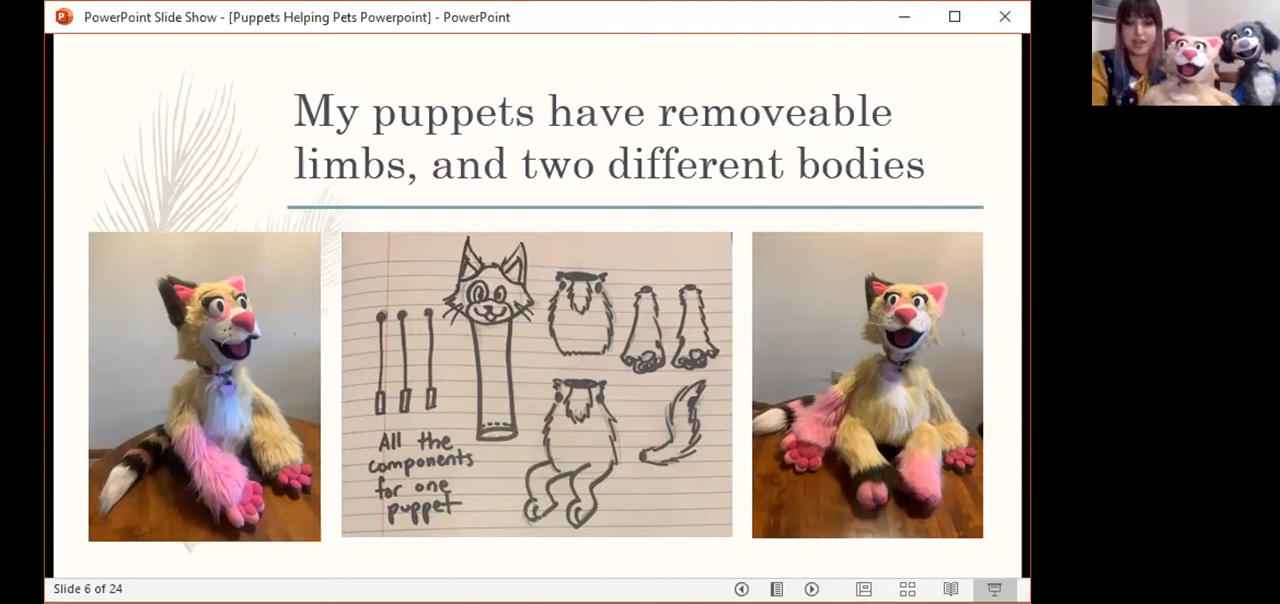 PowerPoint Slide Show - [Puppets Helping Pets Powerpoint] - PowerPoint
My puppets have removeable
limbs, and two different bodies
All the
components
for one
puppet
Slide 6 of 24